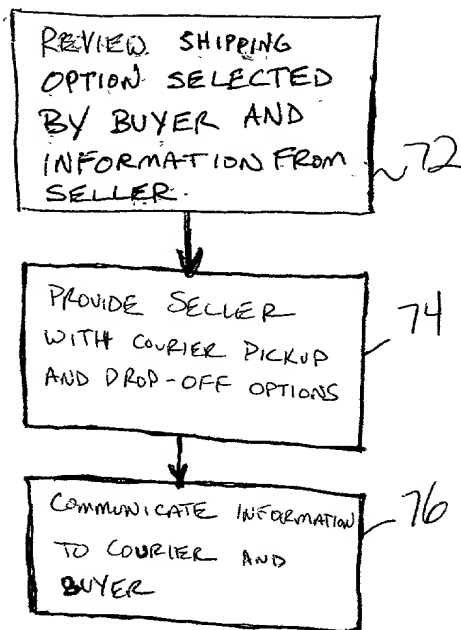 REVIEW SHIPPING
OPTION SELECTED
BY BUYER AND
INFORMATION FROM
SELLER.
72
PROVIDE SELLER
WITH COURIER PICKUP
AND DROP-OFF OPTIONS
74
COMMUNICATE INFORMATION
TO COURIER AND
BUYER
76